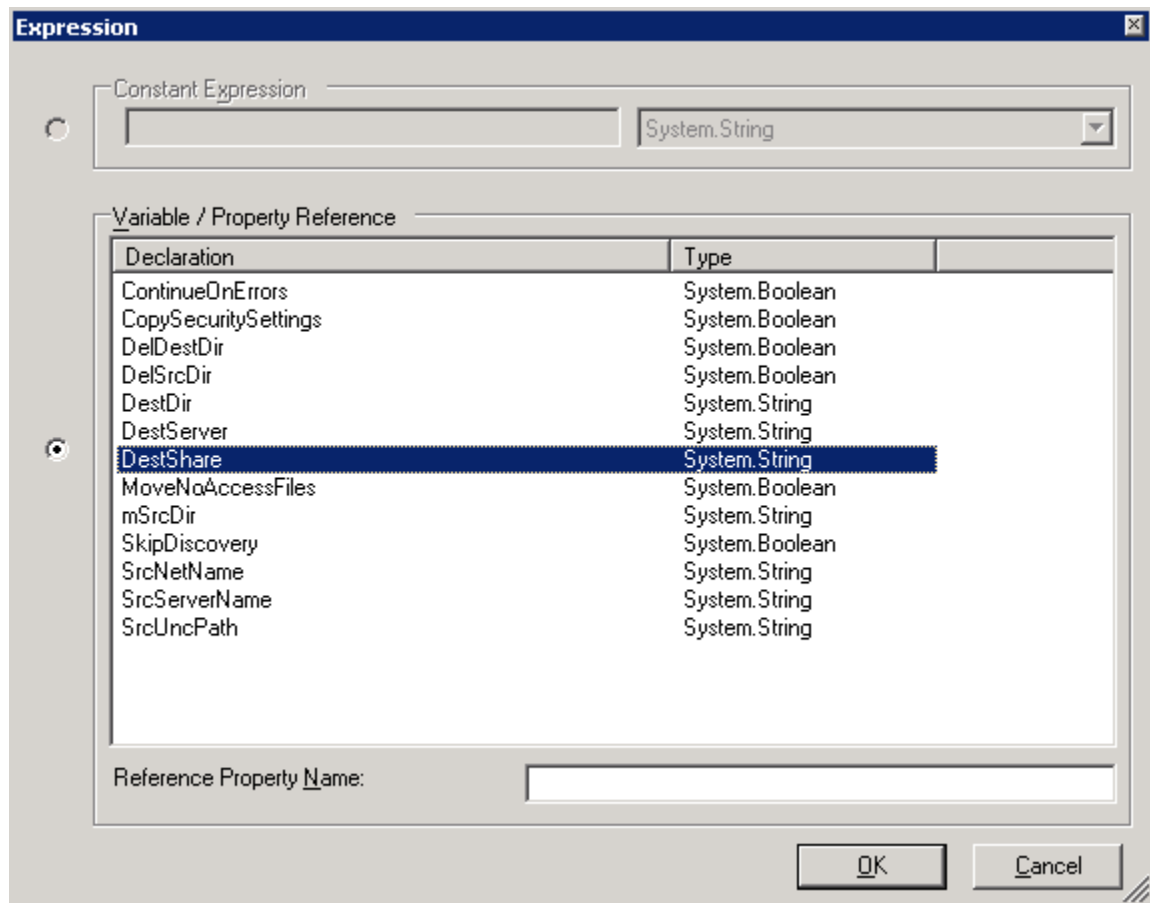 Expression
Constant Expression
System.String
Variable / Property Reference
Declaration Type
ContinueOnErrors System.Boolean
CopySecuritySettings System.Boolean
DelDestDir System.Boolean
DelSrcDir System.Boolean
DestDir System.String
DestServer System.String
DestShare System.String
MoveNoAccessFiles System.Boolean
mSrcDir System.String
SkipDiscovery System.Boolean
SrcNetName System.String
SrcServerName System.String
SrcUncPath System.String
Reference Property Name:
OK Cancel